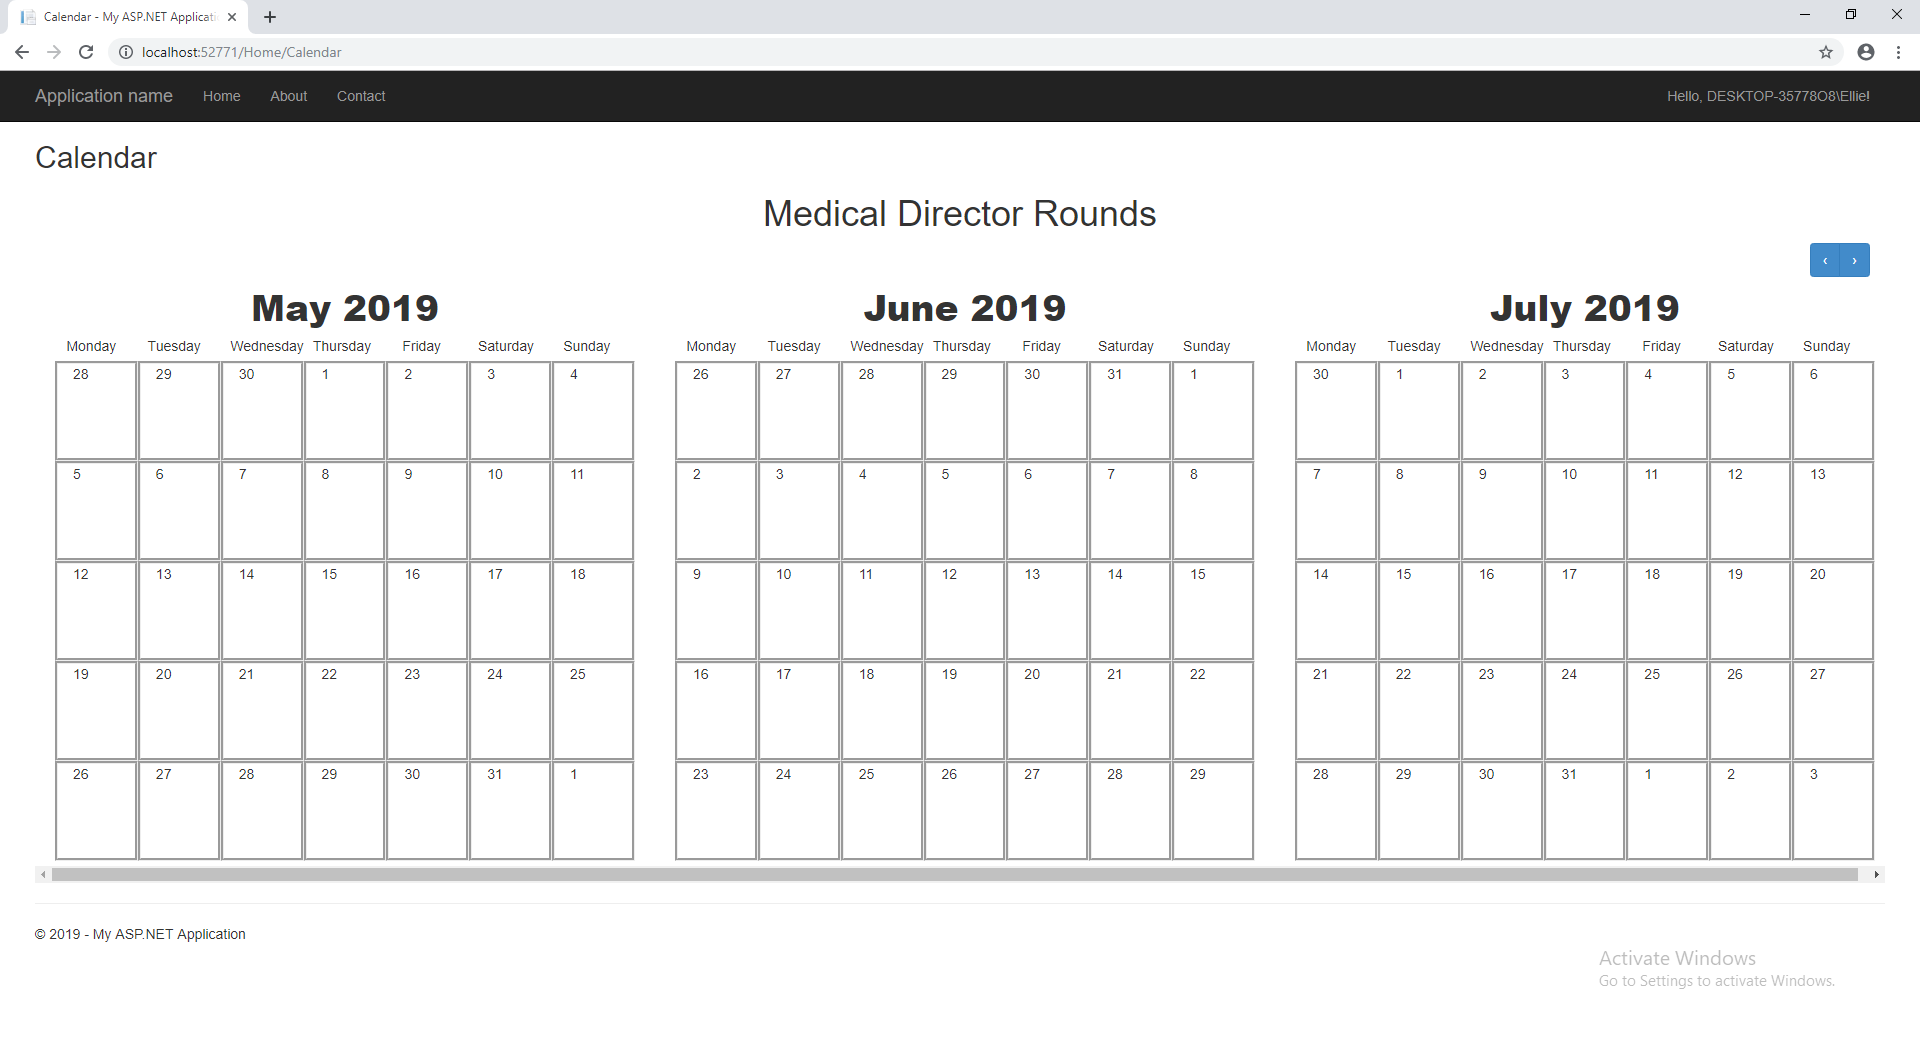 Calendar - My ASP.NET Applicati
localhost:52771/Home/Calendar
Application name Home About Contact Hello, DESKTOP-35778O8\Ellie!
Calendar
Medical Director Rounds
‹ ›
May 2019
Monday Tuesday Wednesday Thursday Friday Saturday Sunday
28 29 30 1 2 3 4
5 6 7 8 9 10 11
12 13 14 15 16 17 18
19 20 21 22 23 24 25
26 27 28 29 30 31 1
June 2019
Monday Tuesday Wednesday Thursday Friday Saturday Sunday
26 27 28 29 30 31 1
2 3 4 5 6 7 8
9 10 11 12 13 14 15
16 17 18 19 20 21 22
23 24 25 26 27 28 29
July 2019
Monday Tuesday Wednesday Thursday Friday Saturday Sunday
30 1 2 3 4 5 6
7 8 9 10 11 12 13
14 15 16 17 18 19 20
21 22 23 24 25 26 27
28 29 30 31 1 2 3
© 2019 - My ASP.NET Application
Activate Windows
Go to Settings to activate Windows.